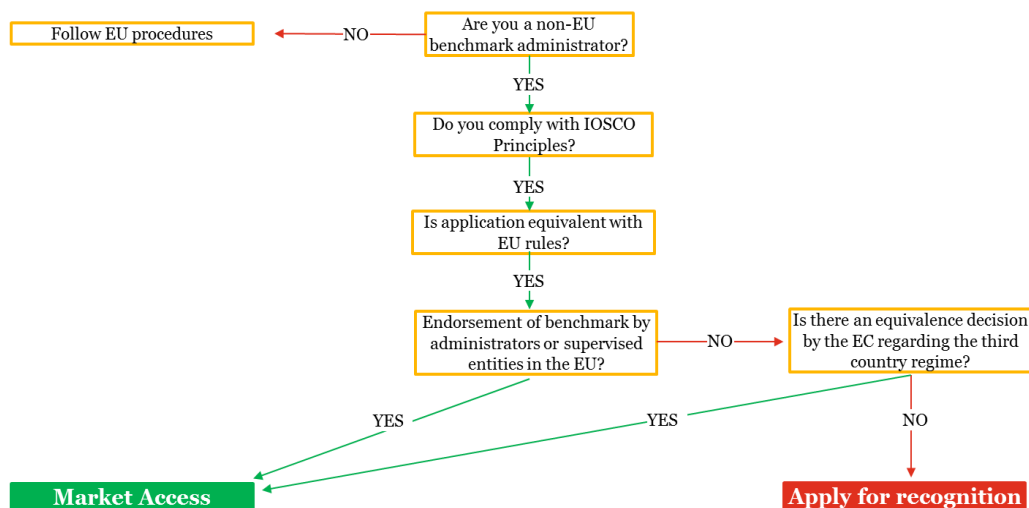 Follow EU procedures
NO
Are you a non-EU
benchmark administrator?
YES
Do you comply with IOSCO
Principles?
YES
Is application equivalent with
EU rules?
YES
Endorsement of benchmark by
administrators or supervised
entities in the EU?
NO
Is there an equivalence decision
by the EC regarding the third
country regime?
YES
YES
NO
Market Access
Apply for recognition